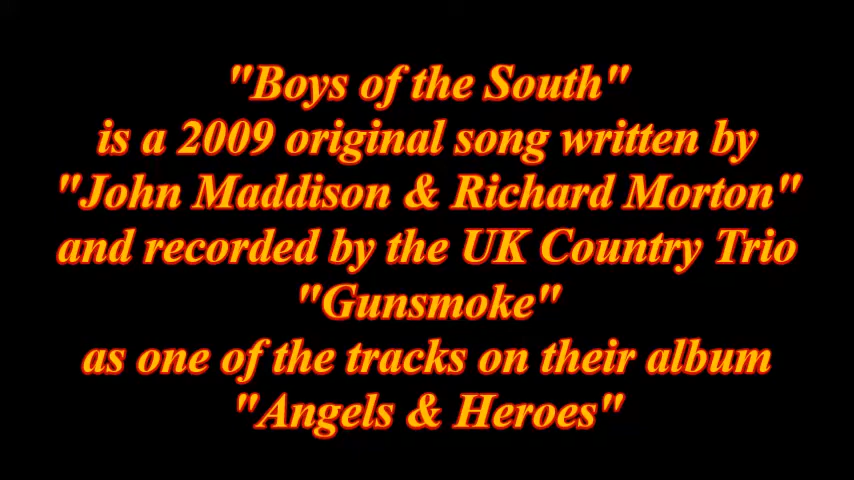 "Boys of the South"
is a 2009 original song written by
"John Maddison & Richard Morton"
and recorded by the UK Country Trio
"Gunsmoke"
as one of the tracks on their album
"Angels & Heroes"